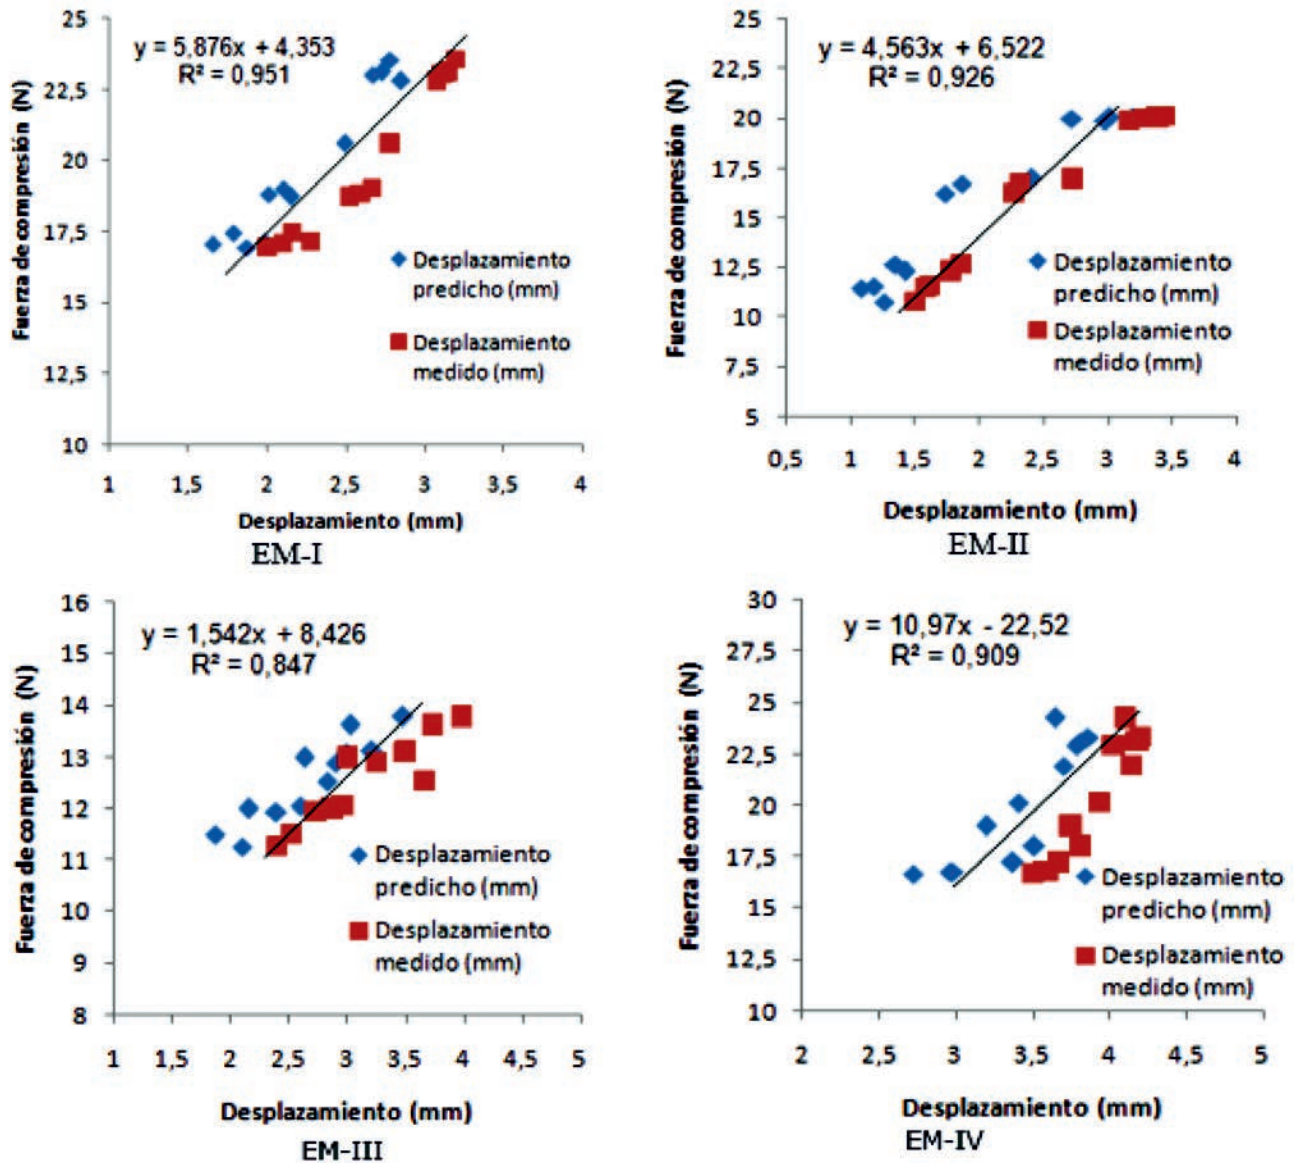 25
22,5
20
17,5
15
12,5
10
Fuerza de compresión (N)
y = 5,876x + 4,353
R² = 0,951
Desplazamiento
predicho (mm)
Desplazamiento
medido (mm)
1 1,5 2 2,5 3 3,5 4
Desplazamiento (mm)
EM-I
25
22,5
20
17,5
15
12,5
10
7,5
5
Fuerza de compresión (N)
y = 4,563x + 6,522
R² = 0,926
Desplazamiento
predicho (mm)
Desplazamiento
medido (mm)
0,5 1 1,5 2 2,5 3 3,5 4
Desplazamiento (mm)
EM-II
16
15
14
13
12
11
10
9
8
Fuerza de compresión (N)
y = 1,542x + 8,426
R² = 0,847
Desplazamiento
predicho (mm)
Desplazamiento
medido (mm)
1 1,5 2 2,5 3 3,5 4 4,5 5
Desplazamiento (mm)
EM-III
30
27,5
25
22,5
20
17,5
15
12,5
10
Fuerza de compresión (N)
y = 10,97x - 22,52
R² = 0,909
Desplazamiento
predicho (mm)
Desplazamiento
medido (mm)
2 2,5 3 3,5 4 4,5 5
Desplazamiento (mm)
EM-IV